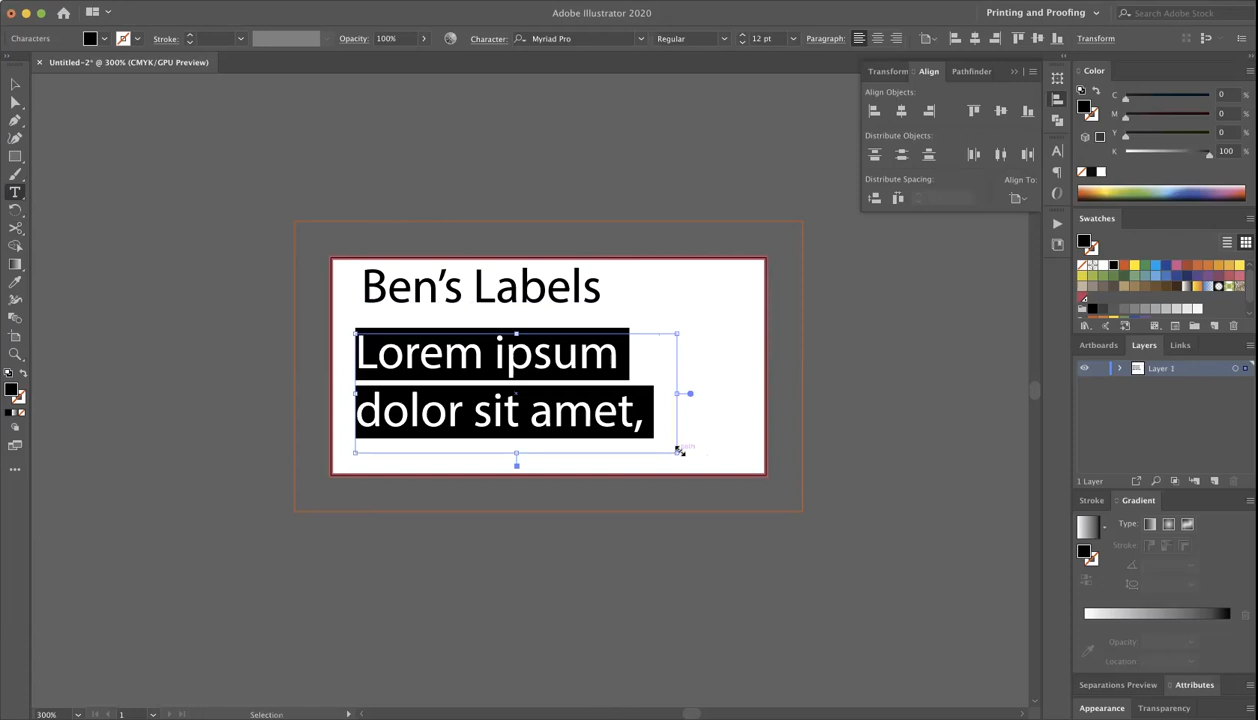 Adobe Illustrator 2020
Printing and Proofing
Search Adobe Stock
Characters
Stroke:
Opacity:
100%
Character:
Myriad Pro
Regular
12 pt
Paragraph:
Transform
Untitled-2* @ 300% (CMYK/GPU Preview)
Transform
Align
Pathfinder
Align Objects:
Distribute Objects:
Distribute Spacing:
Align To:
Color
C
0
%
M
0
%
Y
0
%
K
100
%
Swatches
Ben’s Labels
Lorem ipsum
dolor sit amet,
Artboards
Layers
Links
Layer 1
1 Layer
Stroke
Gradient
Type:
Stroke:
Opacity:
Location:
Separations Preview
Attributes
Appearance
Transparency
300%
1
Selection